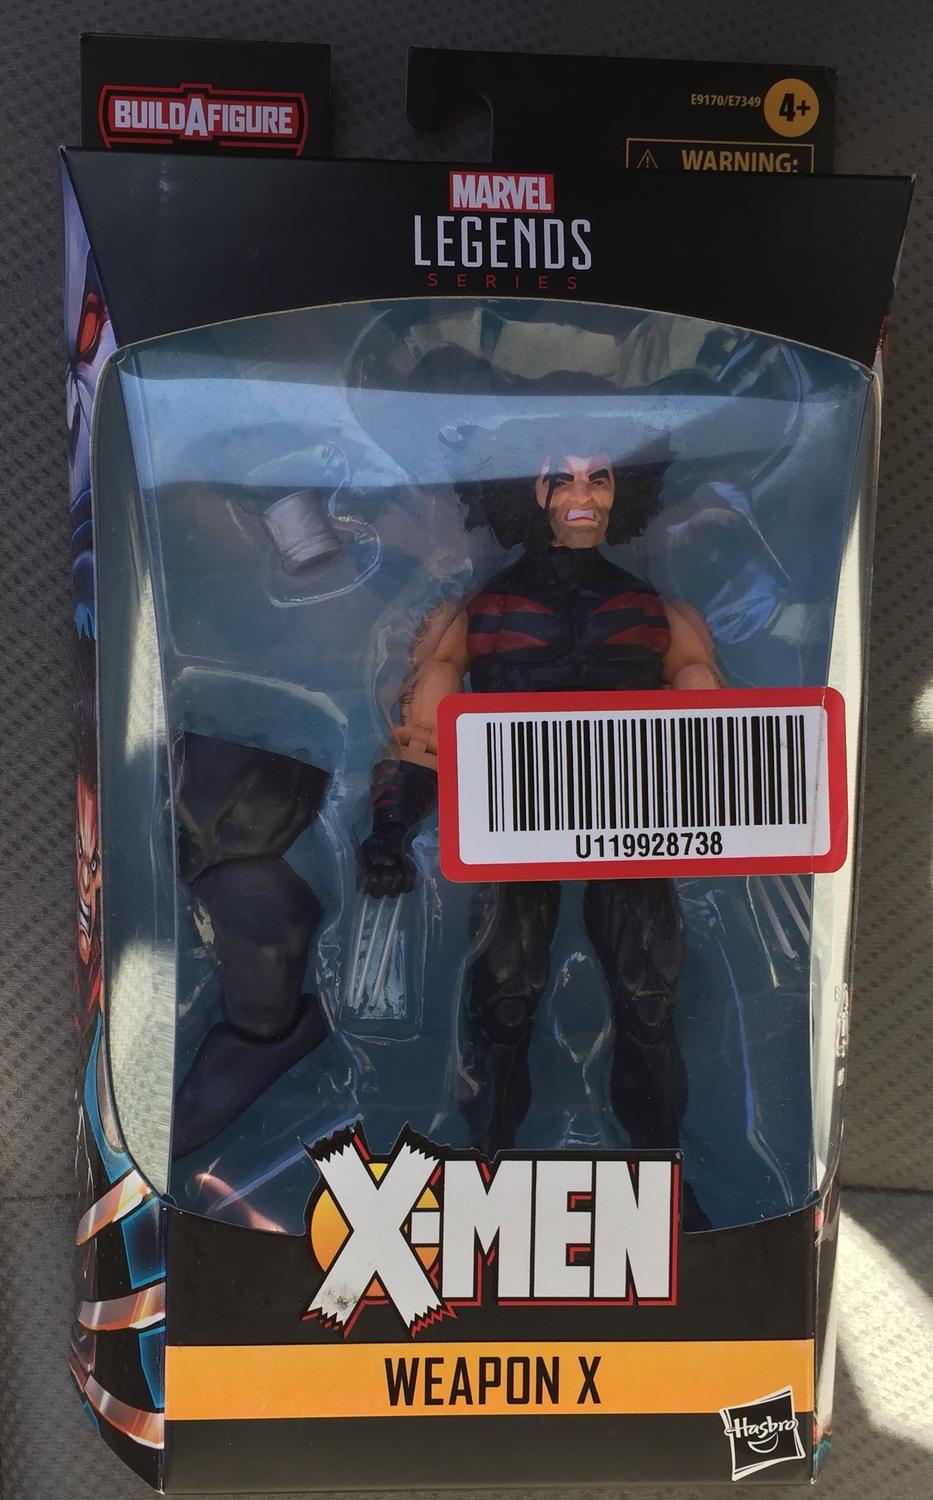 BUILDAFIGURE
E9170/E7349
4+
WARNING:
MARVEL
LEGENDS
SERIES
U119928738
X-MEN
WEAPON X
Hasbro